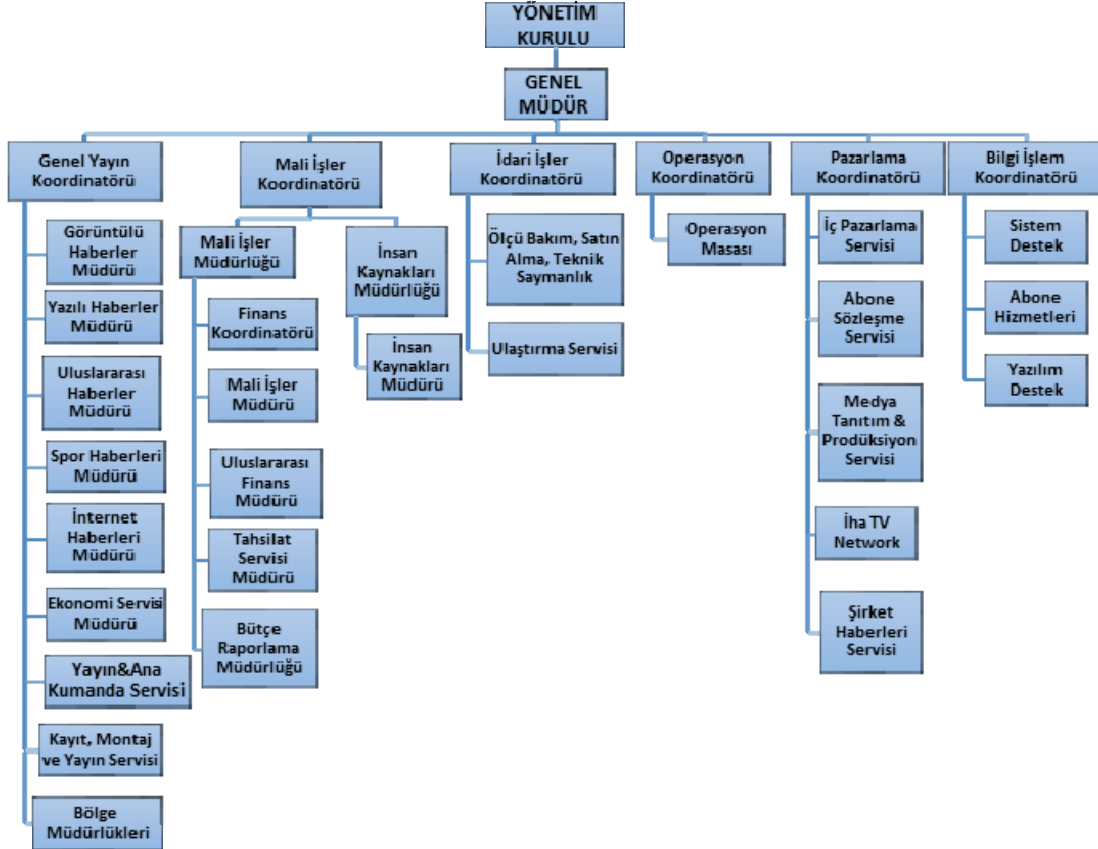 YÖNETİM
KURULU
GENEL
MÜDÜR
Genel Yayın
Koordinatörü
Mali İşler
Koordinatörü
İdari İşler
Koordinatörü
Operasyon
Koordinatörü
Pazarlama
Koordinatörü
Bilgi İşlem
Koordinatörü
Görüntülü
Haberler
Müdürü
Yazılı Haberler
Müdürü
Uluslararası
Haberler
Müdürü
Spor Haberleri
Müdürü
İnternet
Haberleri
Müdürü
Ekonomi Servisi
Müdürü
Yayın&Ana
Kumanda Servisi
Kayıt, Montaj
ve Yayın Servisi
Bölge
Müdürlükleri
Mali İşler
Müdürlüğü
Finans
Koordinatörü
Mali İşler
Müdürü
Uluslararası
Finans
Müdürü
Tahsilat
Servisi
Müdürü
Bütçe
Raporlama
Müdürlüğü
İnsan
Kaynakları
Müdürlüğü
İnsan
Kaynakları
Müdürü
Ölçü Bakım, Satın
Alma, Teknik
Saymanlık
Ulaştırma Servisi
Operasyon
Masası
İç Pazarlama
Servisi
Abone
Sözleşme
Servisi
Medya
Tanıtım &
Prodüksiyon
Servisi
İha TV
Network
Şirket
Haberleri
Servisi
Sistem
Destek
Abone
Hizmetleri
Yazılım
Destek